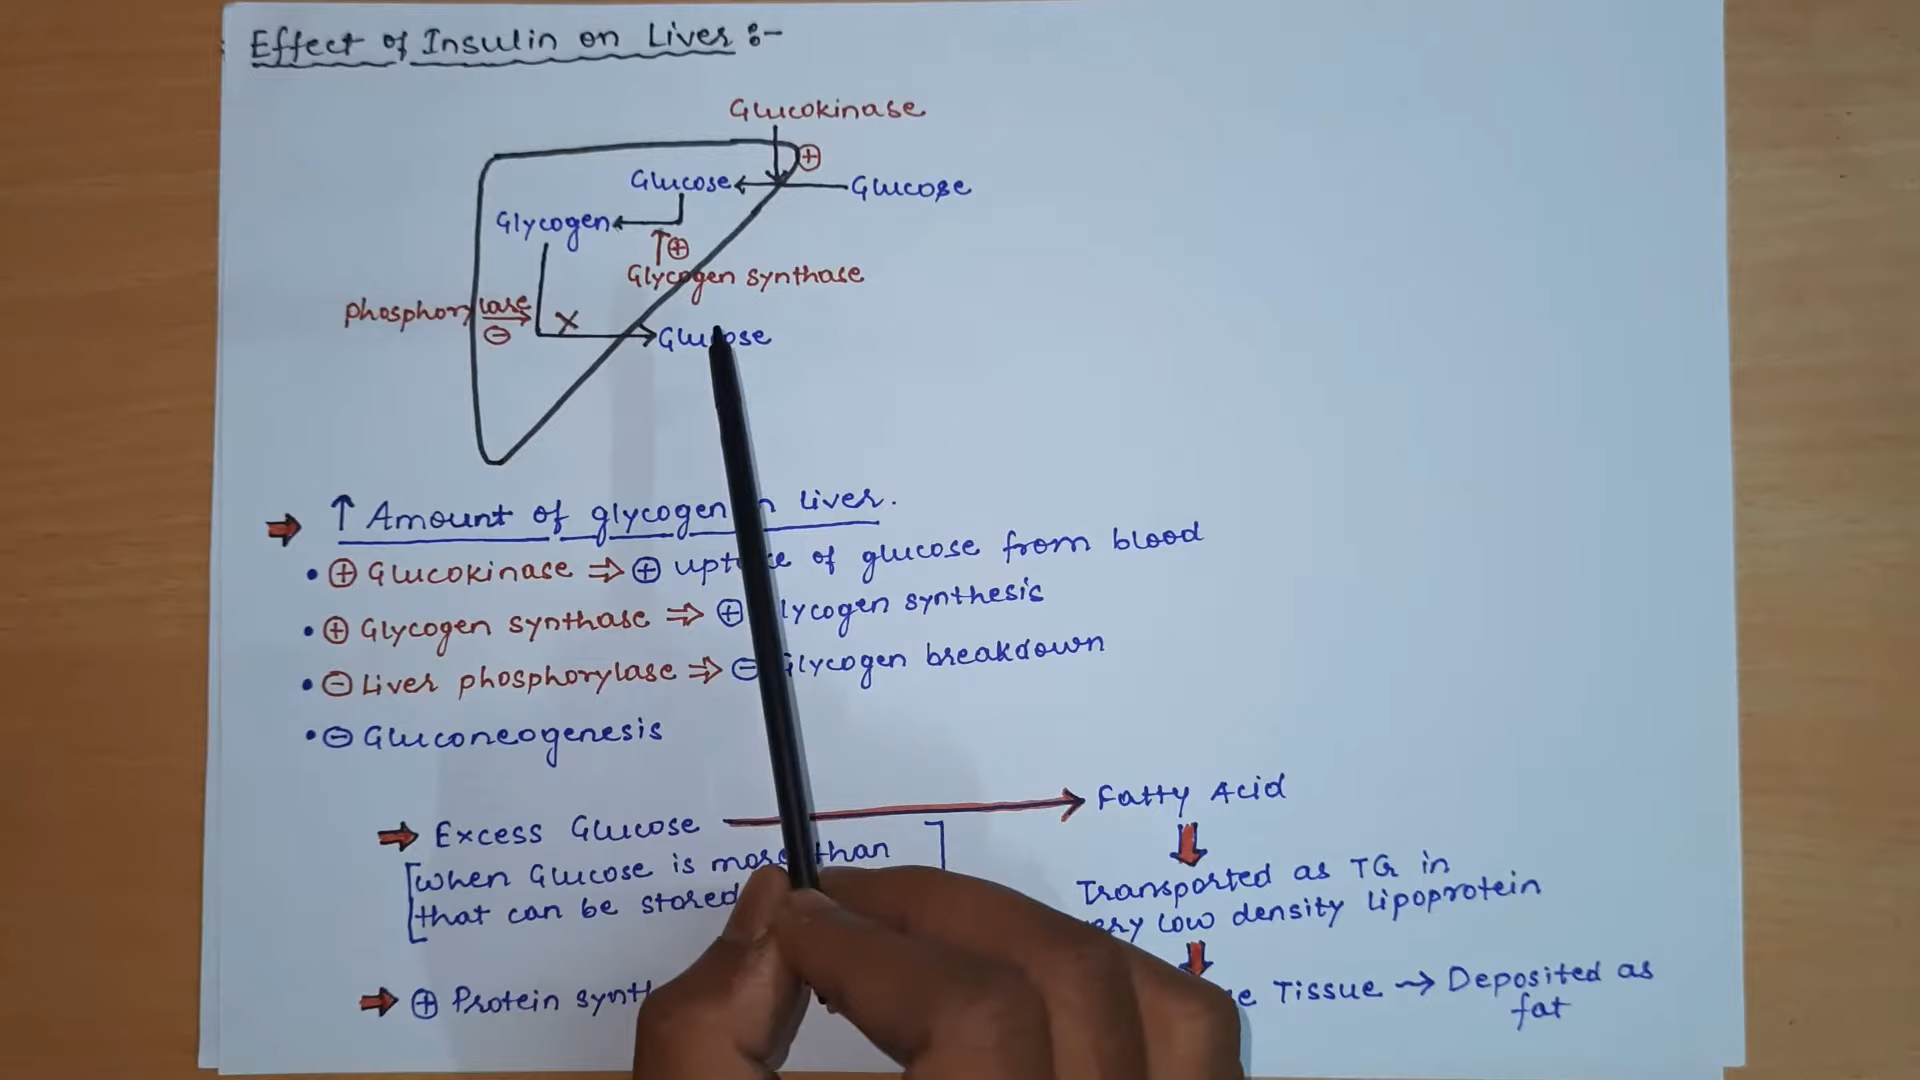 Effect of Insulin on Liver :-
Glucokinase
⊕
Glucose ← Glucose
Glycogen ←
↑⊕
Glycogen synthase
Phosphorylase
⊖ X → Glucose
↑ Amount of glycogen liver.
• ⊕ Glucokinase ⇒ ⊕ of glucose from blood
• ⊕ Glycogen synthase ⇒ ⊕ synthesis
• ⊖ Liver phosphorylase ⇒ ⊖ Glycogen breakdown
• ⊖ Gluconeogenesis
Excess Glucose → Fatty Acid
[when Glucose is more than
that can be stored
Transported as TG in
low density lipoprotein
Tissue → Deposited as
fat
⊕ Protein